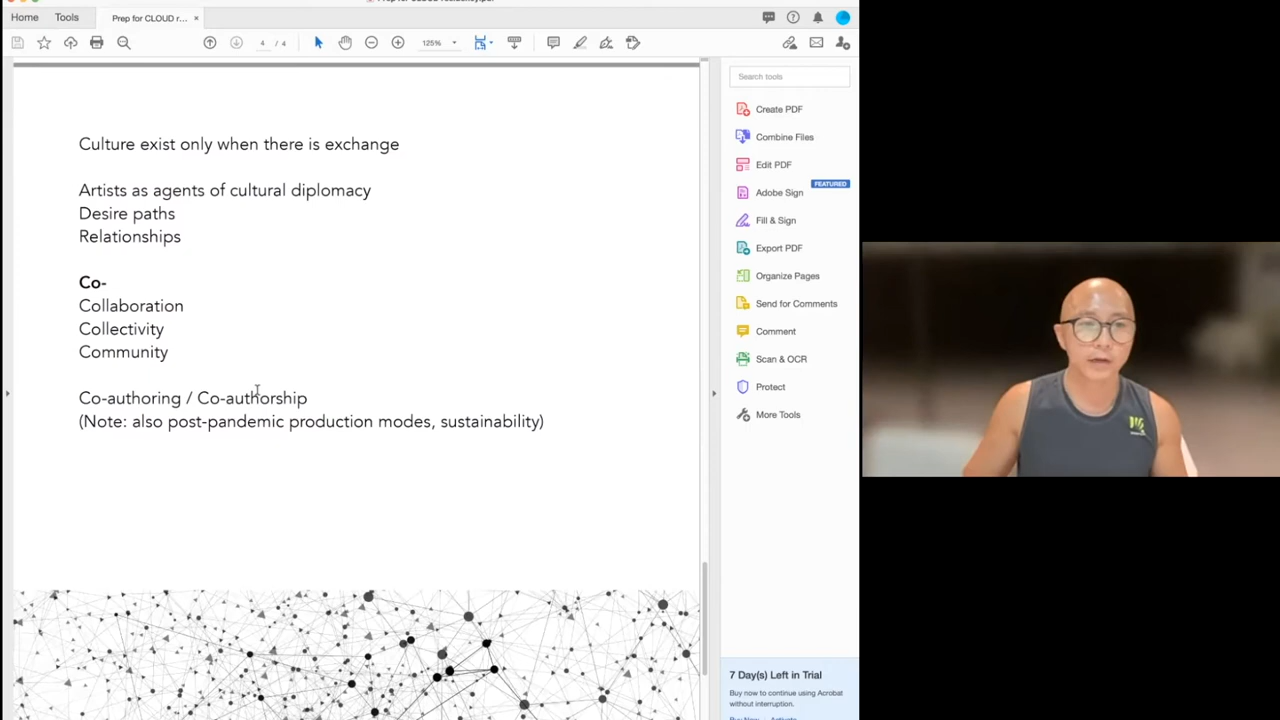 Home
Tools
Prep for CLOUD r...
4 / 4
125%
Culture exist only when there is exchange
Artists as agents of cultural diplomacy
Desire paths
Relationships
Co-
Collaboration
Collectivity
Community
Co-authoring / Co-authorship
(Note: also post-pandemic production modes, sustainability)
Search tools
Create PDF
Combine Files
Edit PDF
FEATURED
Adobe Sign
Fill & Sign
Export PDF
Organize Pages
Send for Comments
Comment
Scan & OCR
Protect
More Tools
7 Day(s) Left in Trial
Buy now to continue using Acrobat
without interruption.
Buy Now
Activate